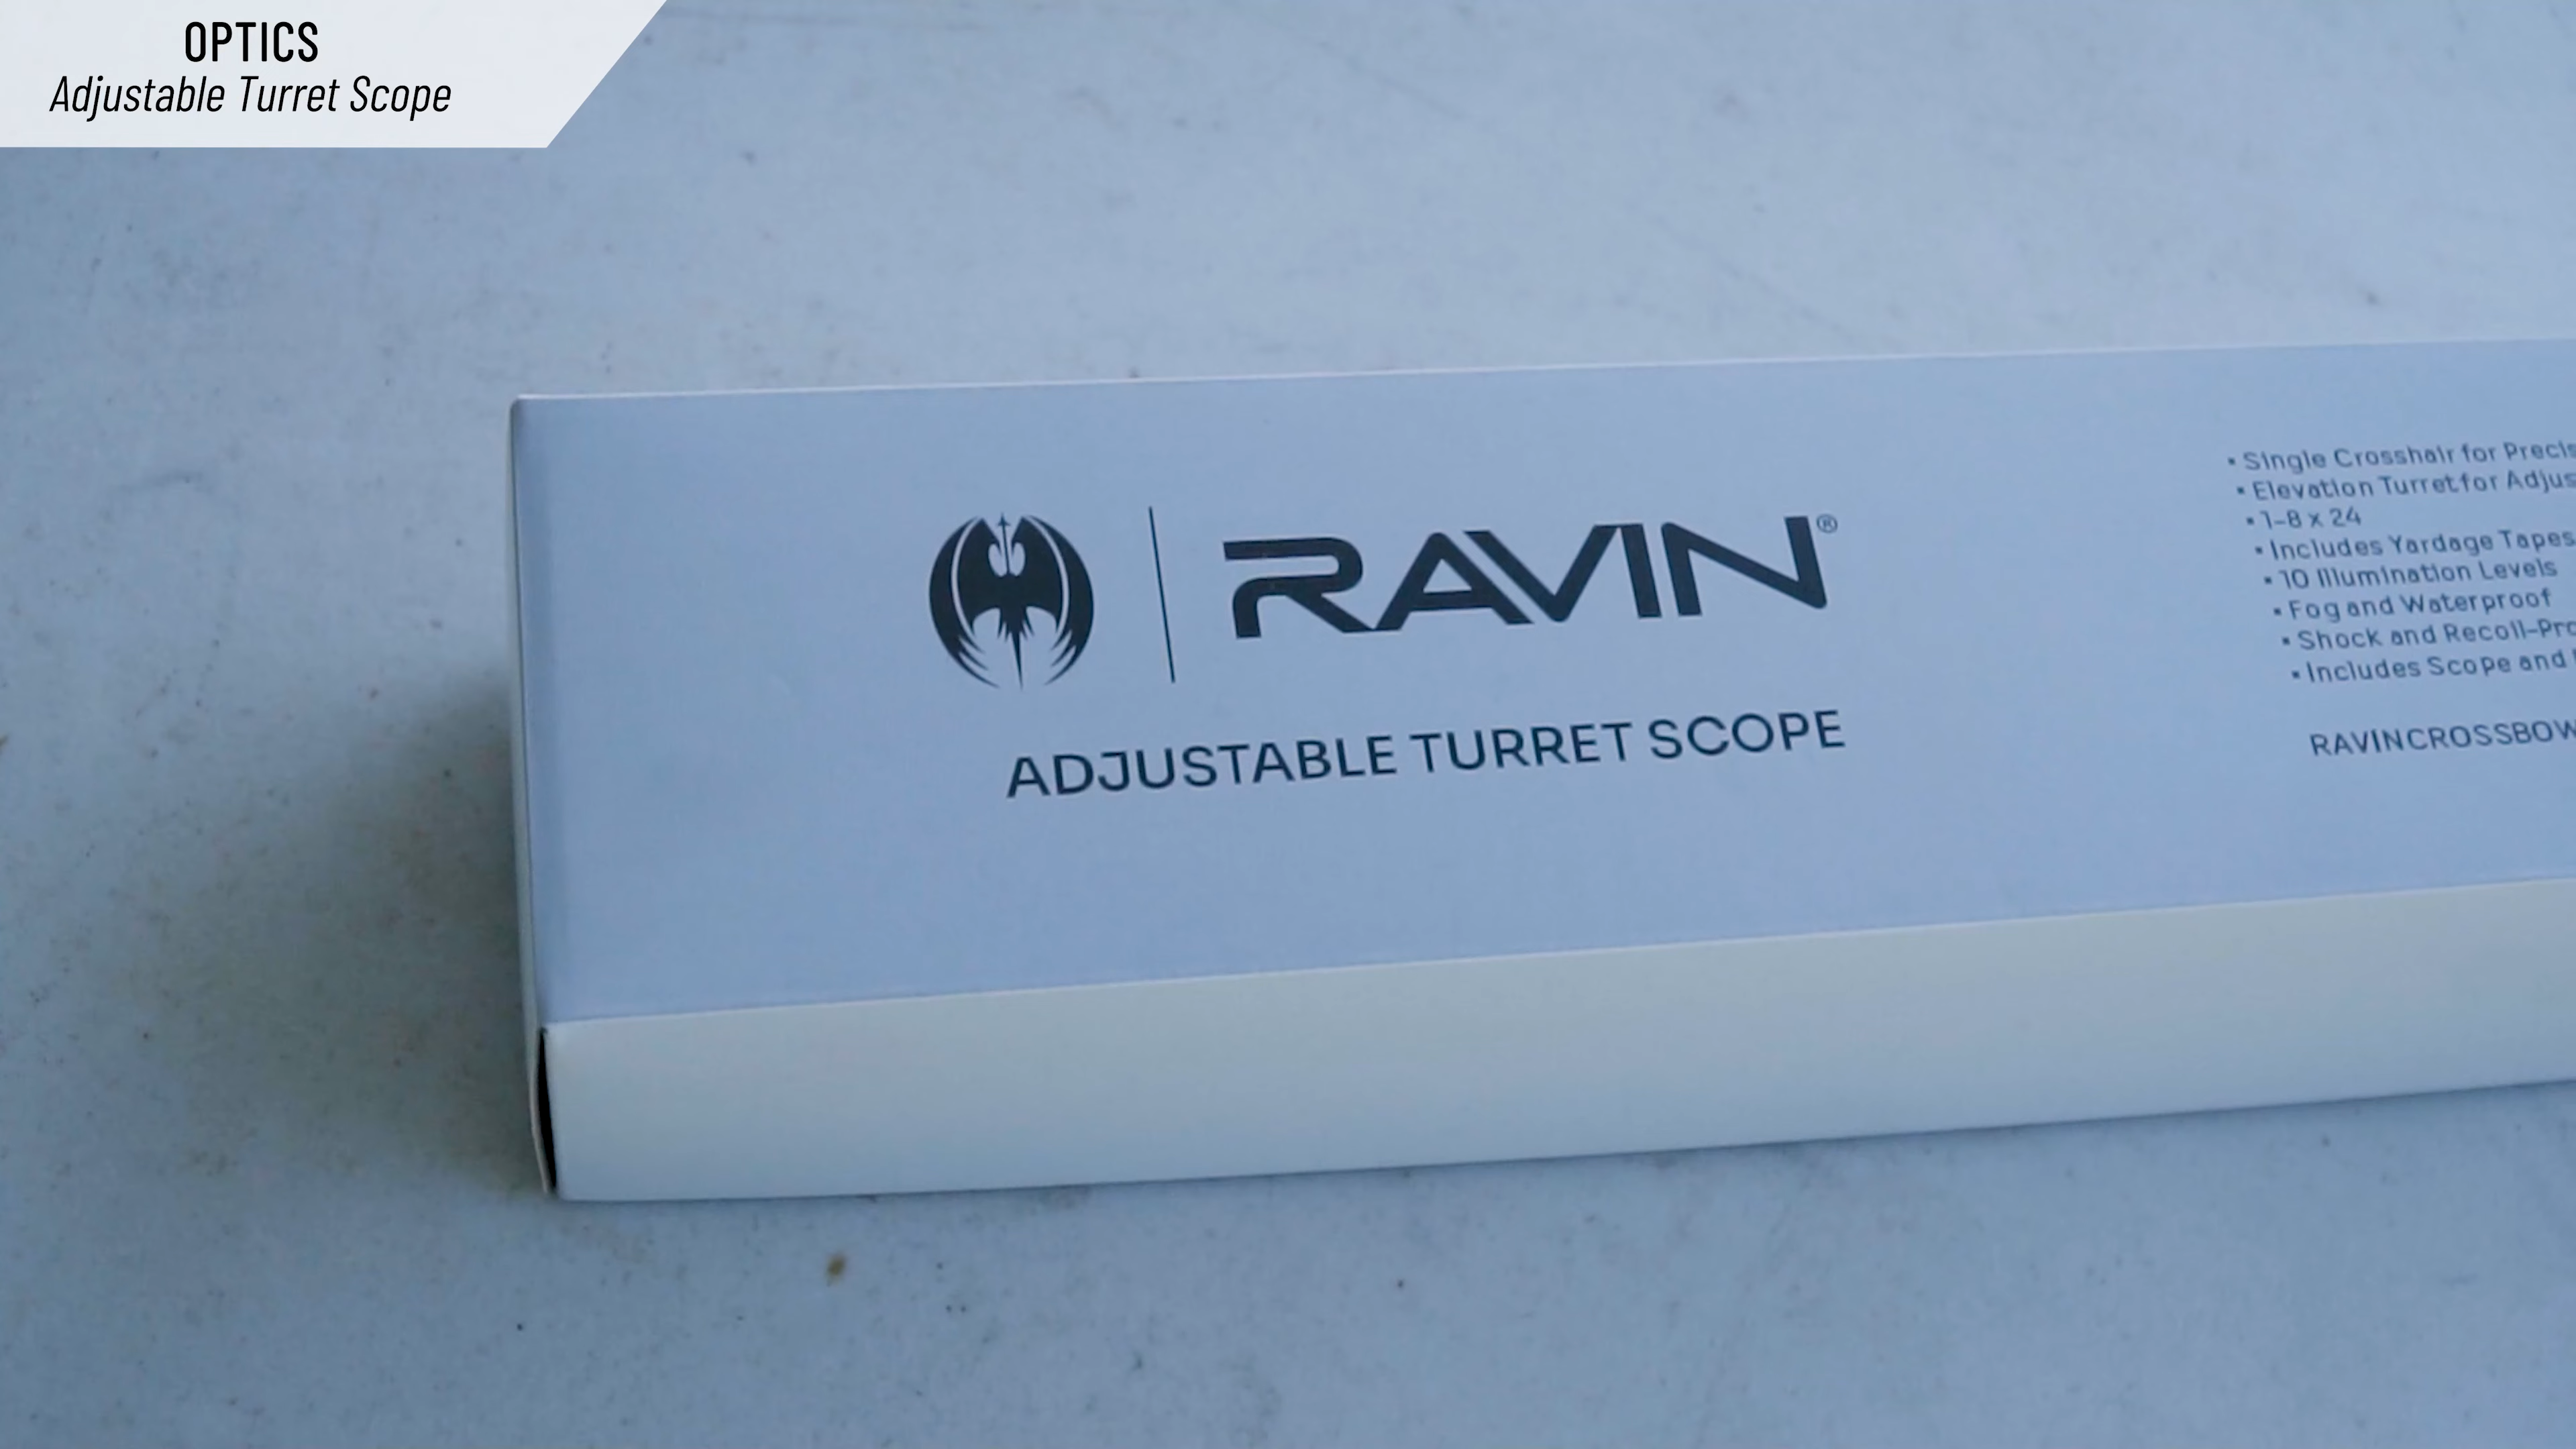 OPTICS
Adjustable Turret Scope
RAVIN®
ADJUSTABLE TURRET SCOPE
▪ Single Crosshair for
▪ Elevation Turret for
▪ 1-8 x 24
▪ Includes Yardage Tapes
▪ 10 Illumination Levels
▪ Fog and Waterproof
▪ Shock and
▪ Includes Scope and